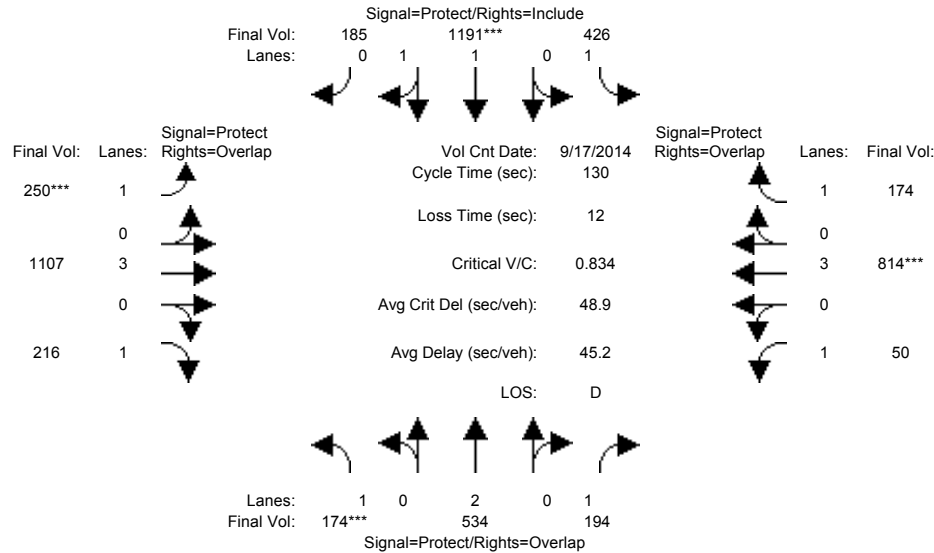 Signal=Protect/Rights=Include
Final Vol: 185 1191*** 426
Lanes: 0 1 1 0 1
Signal=Protect
Final Vol: Lanes: Rights=Overlap
Vol Cnt Date: 9/17/2014
Signal=Protect
Rights=Overlap Lanes: Final Vol:
Cycle Time (sec): 130
250*** 1
1 174
Loss Time (sec): 12
0
0
1107 3
Critical V/C: 0.834
3 814***
0
Avg Crit Del (sec/veh): 48.9
0
216 1
Avg Delay (sec/veh): 45.2
1 50
LOS: D
Lanes: 1 0 2 0 1
Final Vol: 174*** 534 194
Signal=Protect/Rights=Overlap